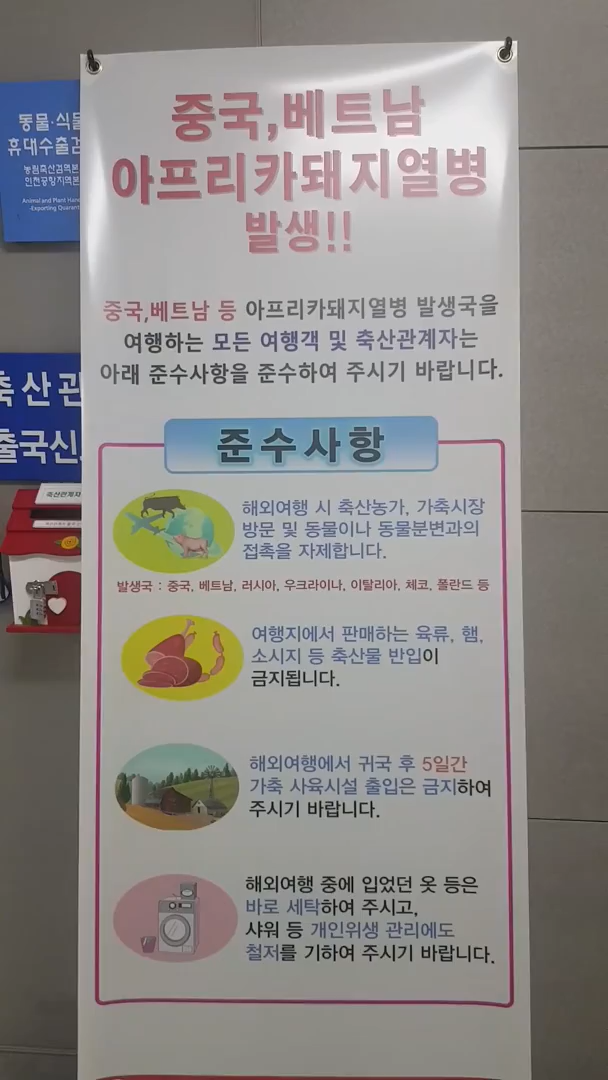 중국,베트남
아프리카돼지열병
발생!!
중국,베트남 등 아프리카돼지열병 발생국을
여행하는 모든 여행객 및 축산관계자는
아래 준수사항을 준수하여 주시기 바랍니다.
준수사항
해외여행 시 축산농가, 가축시장
방문 및 동물이나 동물분변과의
접촉을 자제합니다.
발생국 : 중국, 베트남, 러시아, 우크라이나, 이탈리아, 체코, 폴란드 등
여행지에서 판매하는 육류, 햄,
소시지 등 축산물 반입이
금지됩니다.
해외여행에서 귀국 후 5일간
가축 사육시설 출입은 금지하여
주시기 바랍니다.
해외여행 중에 입었던 옷 등은
바로 세탁하여 주시고,
샤워 등 개인위생 관리에도
철저를 기하여 주시기 바랍니다.
동물·식물
휴대수출검
농림축산검역본
인천공항지역본
Animal and Plant Hand
-Exporting Quarant
축산관
출국신
축산관계자